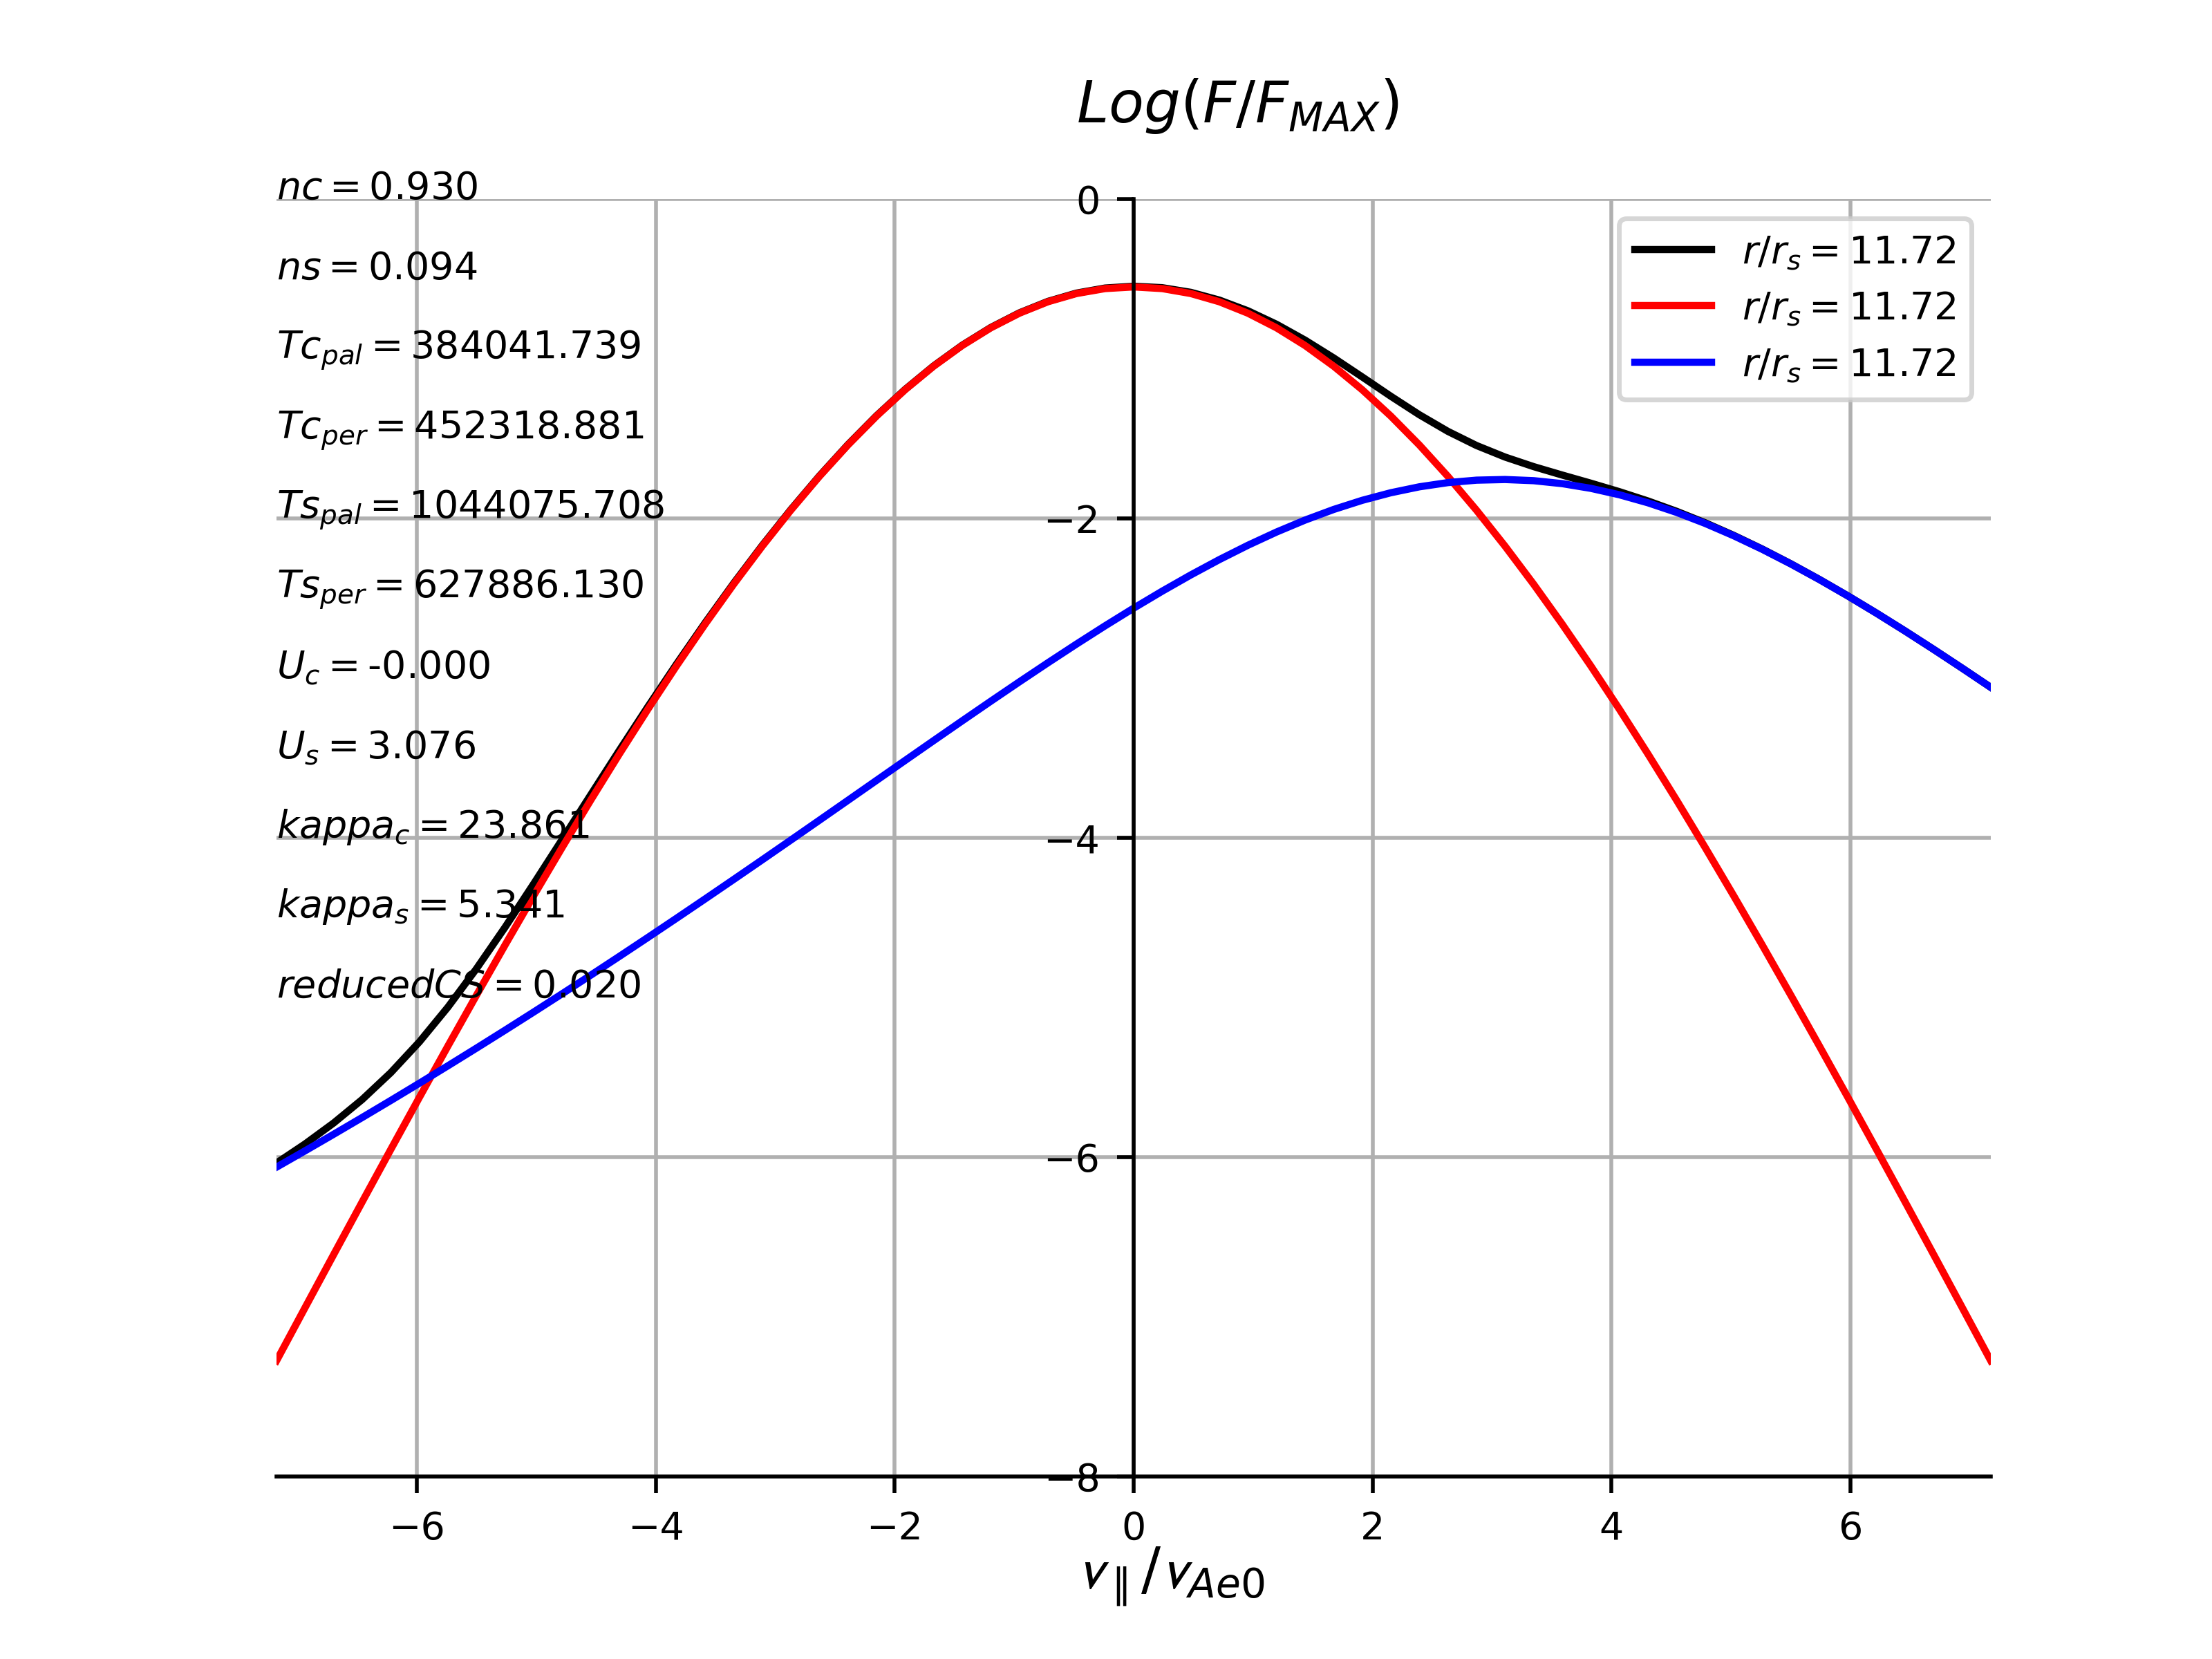 Log(F/F_MAX)
nc = 0.930
ns = 0.094
Tc_pal = 384041.739
Tc_per = 452318.881
Ts_pal = 1044075.708
Ts_per = 627886.130
U_c = -0.000
U_s = 3.076
kappa_c = 23.861
kappa_s = 5.341
reducedCS = 0.020
0
−2
−4
−6
−8
r/r_s = 11.72
r/r_s = 11.72
r/r_s = 11.72
−6 −4 −2 0 2 4 6
v_∥/v_Ae0